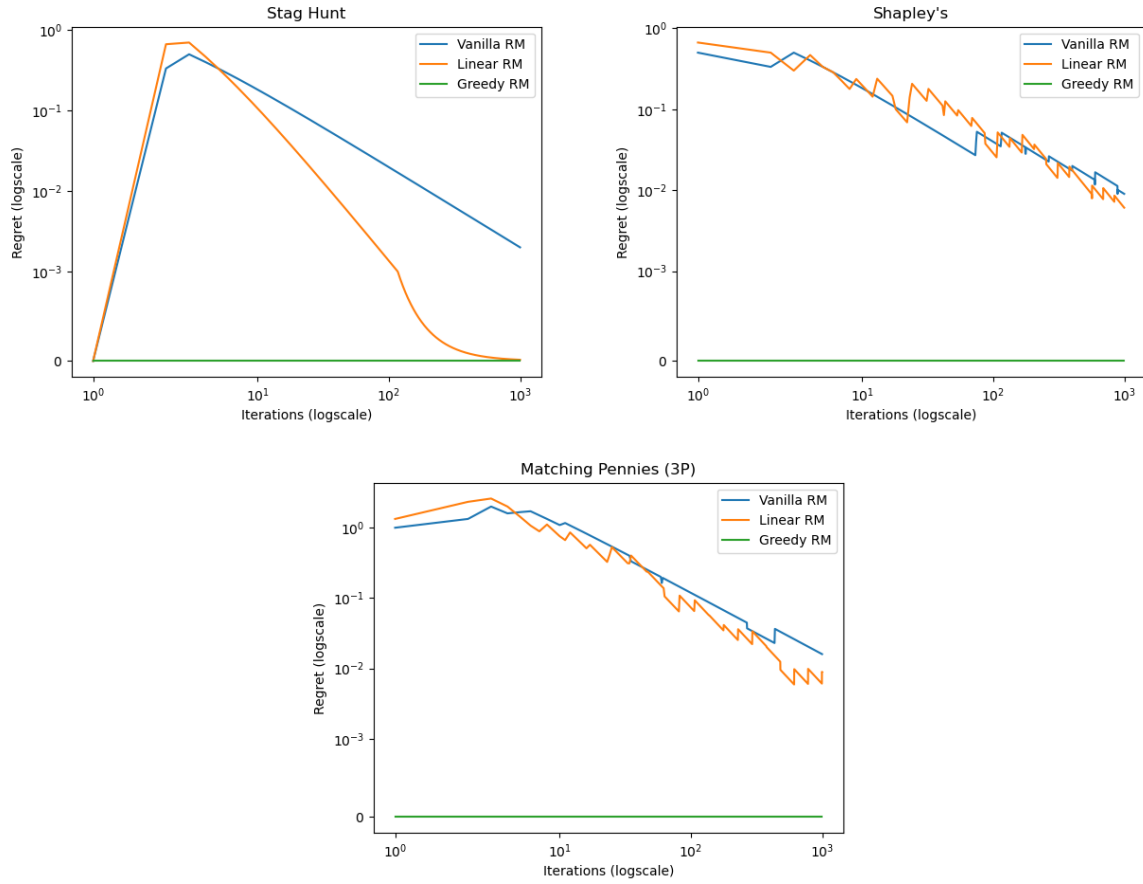 Stag Hunt
10^0
10^-1
10^-2
10^-3
0
Regret (logscale)
Vanilla RM
Linear RM
Greedy RM
10^0
10^1
10^2
10^3
Iterations (logscale)
Shapley's
10^0
10^-1
10^-2
10^-3
0
Regret (logscale)
Vanilla RM
Linear RM
Greedy RM
10^0
10^1
10^2
10^3
Iterations (logscale)
Matching Pennies (3P)
10^0
10^-1
10^-2
10^-3
0
Regret (logscale)
Vanilla RM
Linear RM
Greedy RM
10^0
10^1
10^2
10^3
Iterations (logscale)